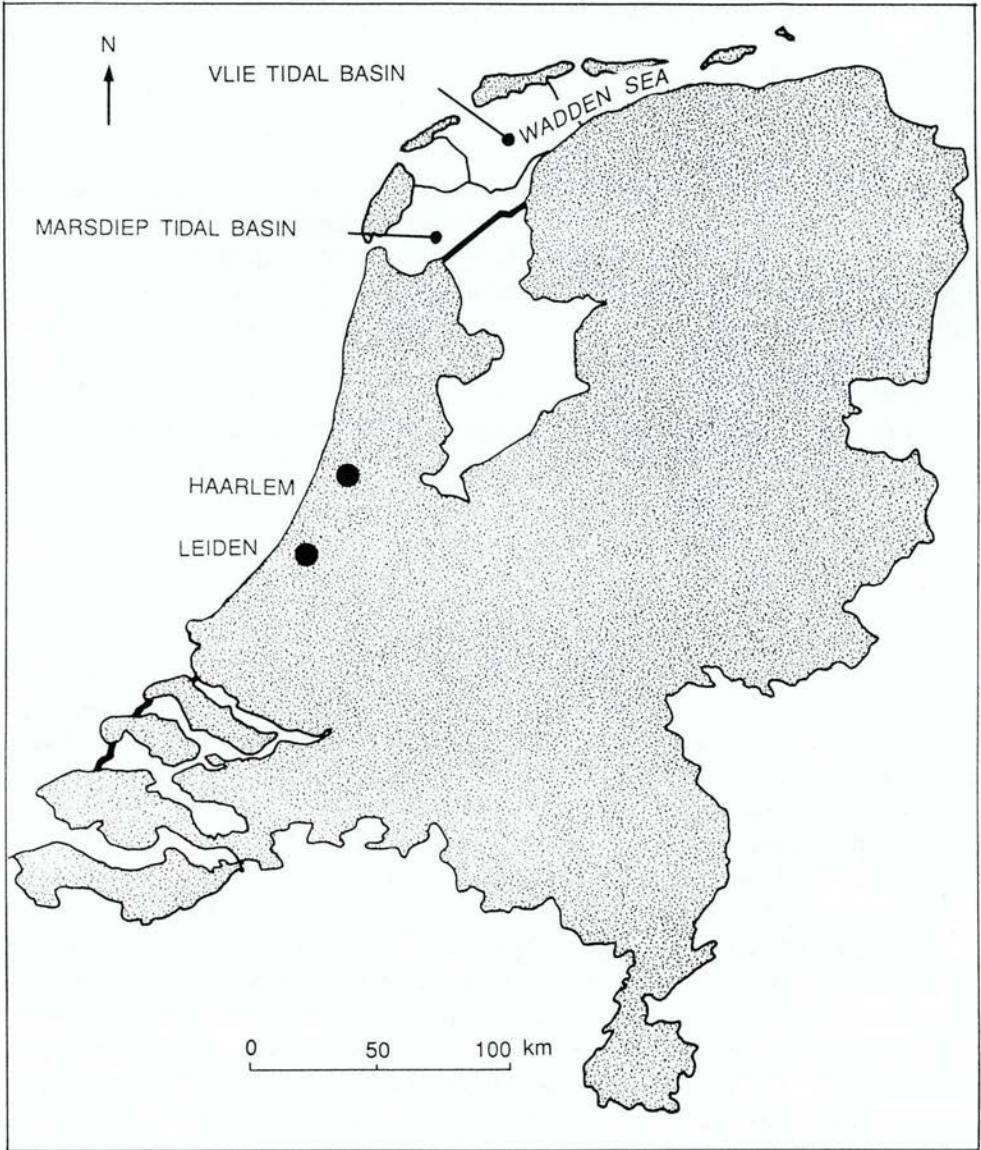 N
VLIE TIDAL BASIN
WADDEN SEA
MARSDIEP TIDAL BASIN
HAARLEM
LEIDEN
0 50 100 km